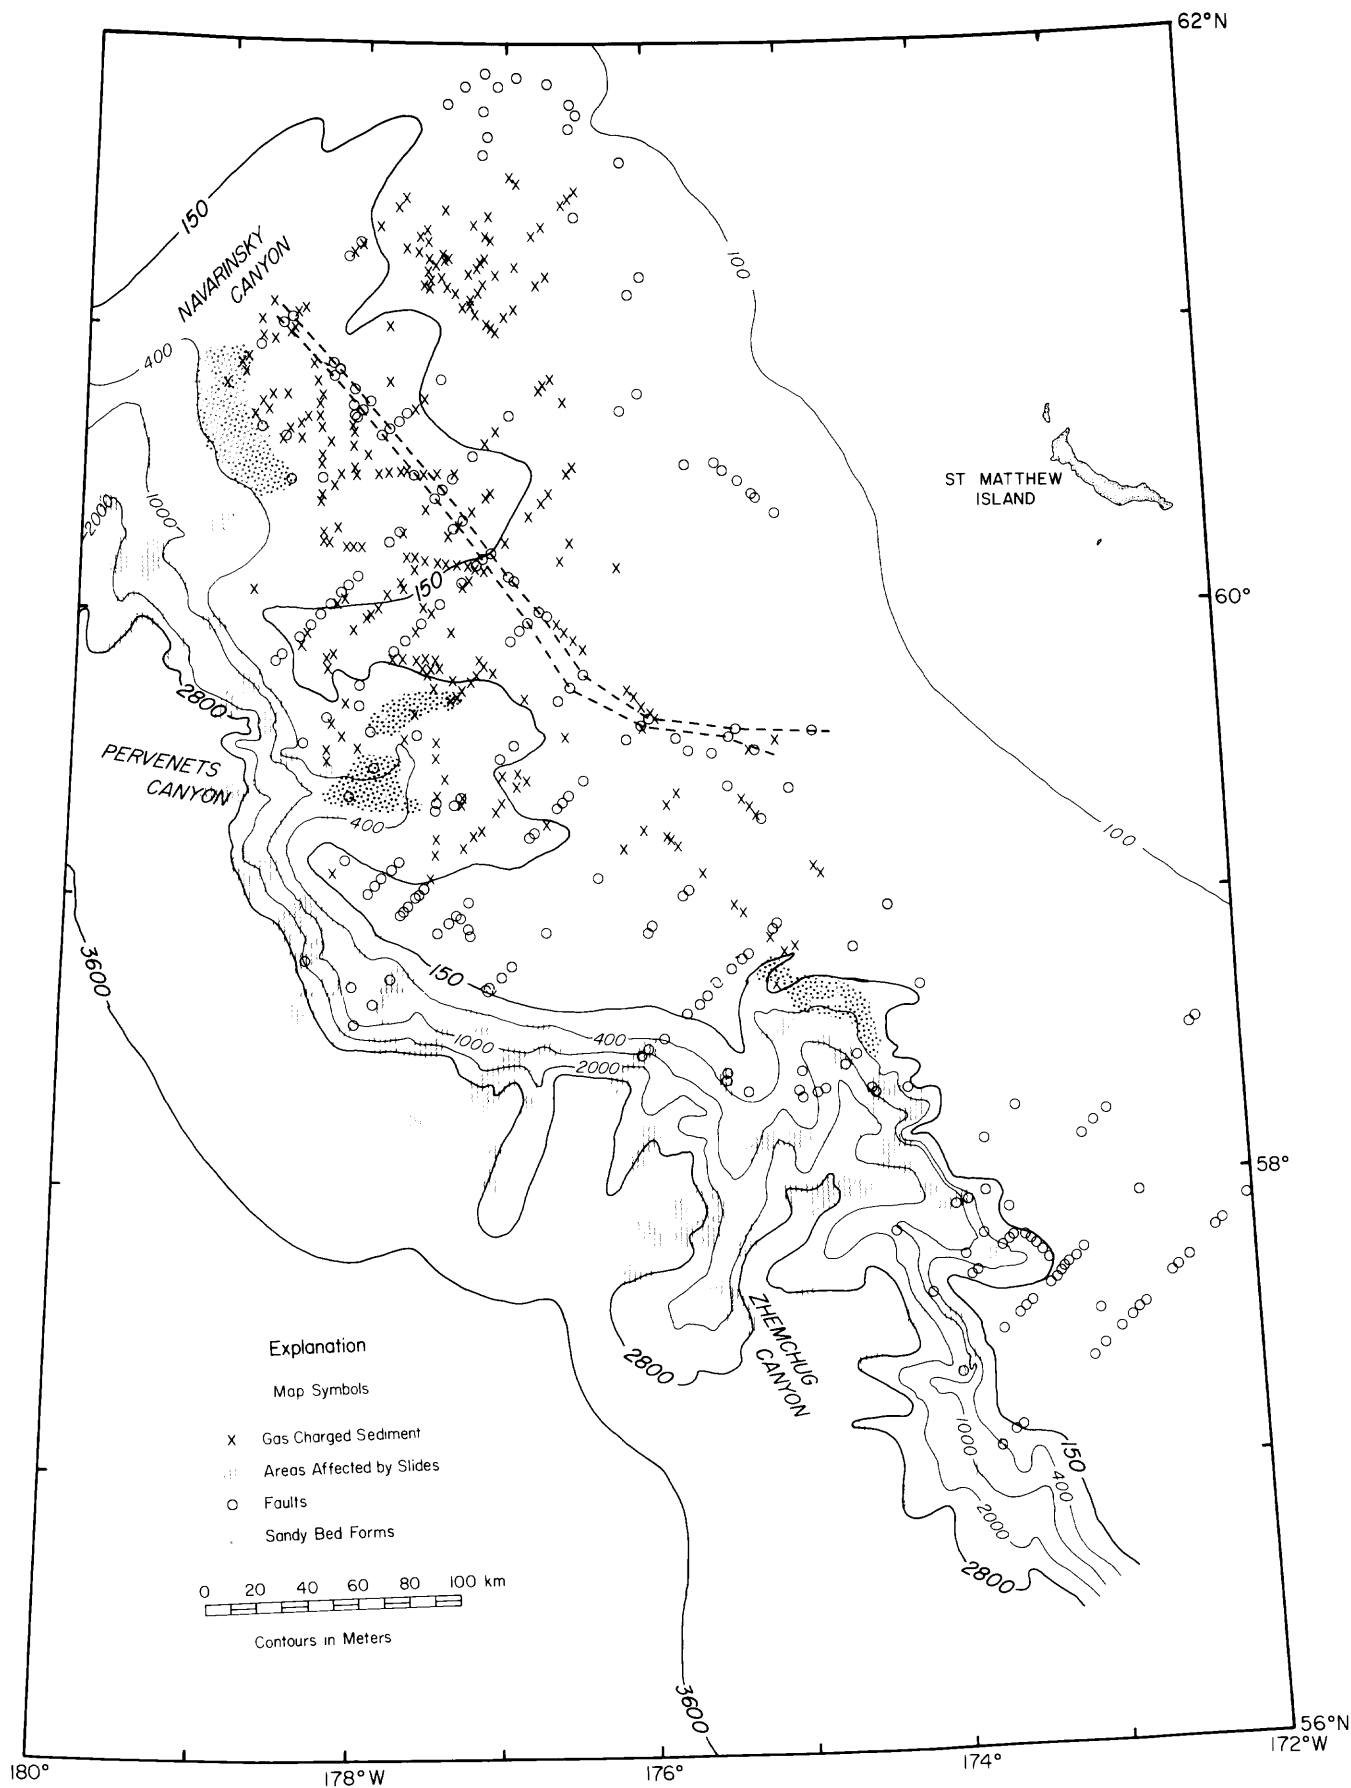 62°N
150
NAVARINSKY
CANYON
100
400
ST MATTHEW
ISLAND
2000
1000
150
60°
2800
PERVENETS
CANYON
400
100
3600
150
1000
400
2000
58°
ZHEMCHUG
CANYON
2800
Explanation
Map Symbols
x Gas Charged Sediment
Areas Affected by Slides
o Faults
Sandy Bed Forms
0 20 40 60 80 100 km
Contours in Meters
1000
150
400
2000
2800
3600
56°N
180°
178°W
176°
174°
172°W